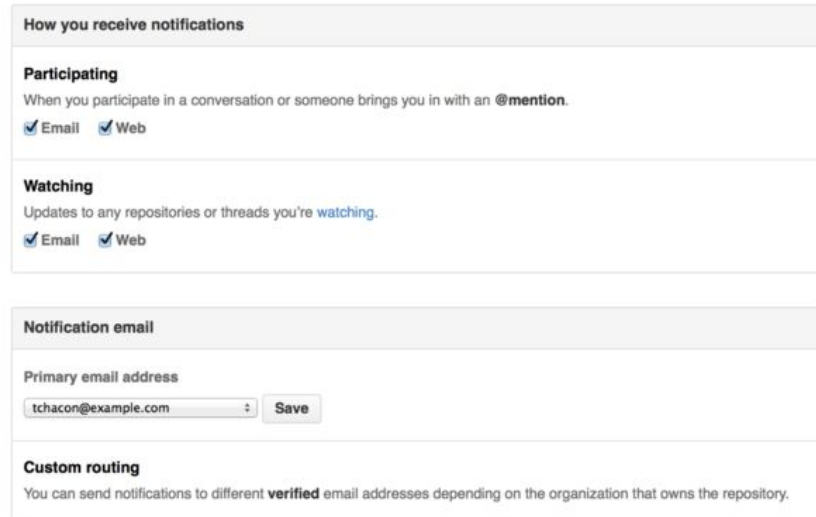 How you receive notifications
Participating
When you participate in a conversation or someone brings you in with an @mention.
Email Web
Watching
Updates to any repositories or threads you're watching.
Email Web
Notification email
Primary email address
tchacon@example.com Save
Custom routing
You can send notifications to different verified email addresses depending on the organization that owns the repository.